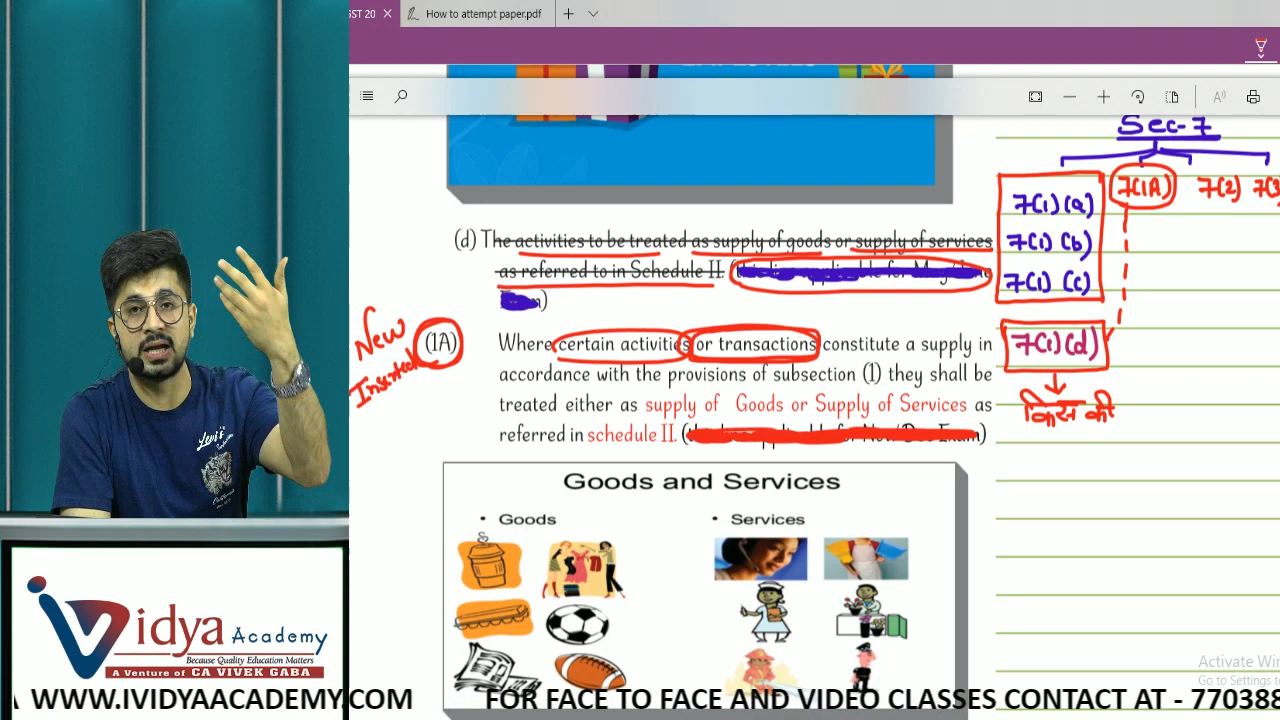 GST 20
How to attempt paper.pdf
Sec-7
7(1)(a)
7(1)(b)
7(1)(c)
7(1A)
7(2)
7(3
7(1)(d)
किस की
(d) The activities to be treated as supply of goods or supply of services
as referred to in Schedule II.
New
Inserted
(1A) Where certain activities or transactions constitute a supply in
accordance with the provisions of subsection (1) they shall be
treated either as supply of Goods or Supply of Services as
referred in schedule II.
Goods and Services
• Goods
• Services
Levi's
iVidya Academy
Because Quality Education Matters
A Venture of CA VIVEK GABA
Activate Win
Go to Settings t
WWW.IVIDYAACADEMY.COM
FOR FACE TO FACE AND VIDEO CLASSES CONTACT AT - 770388